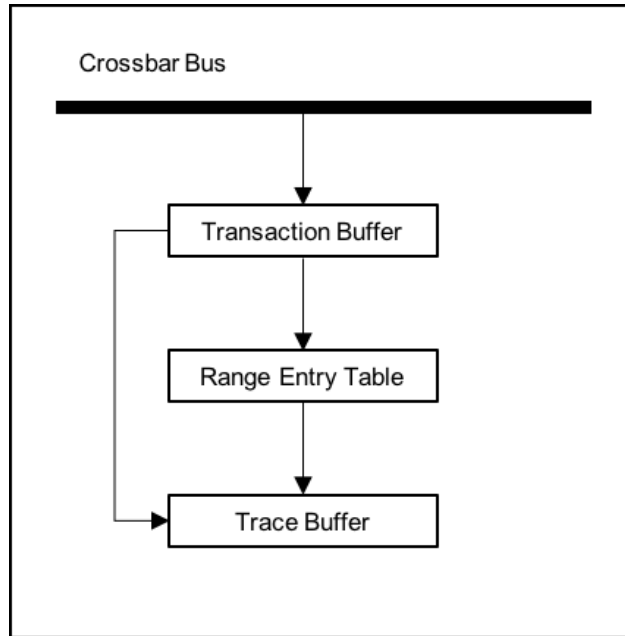 Crossbar Bus
Transaction Buffer
Range Entry Table
Trace Buffer